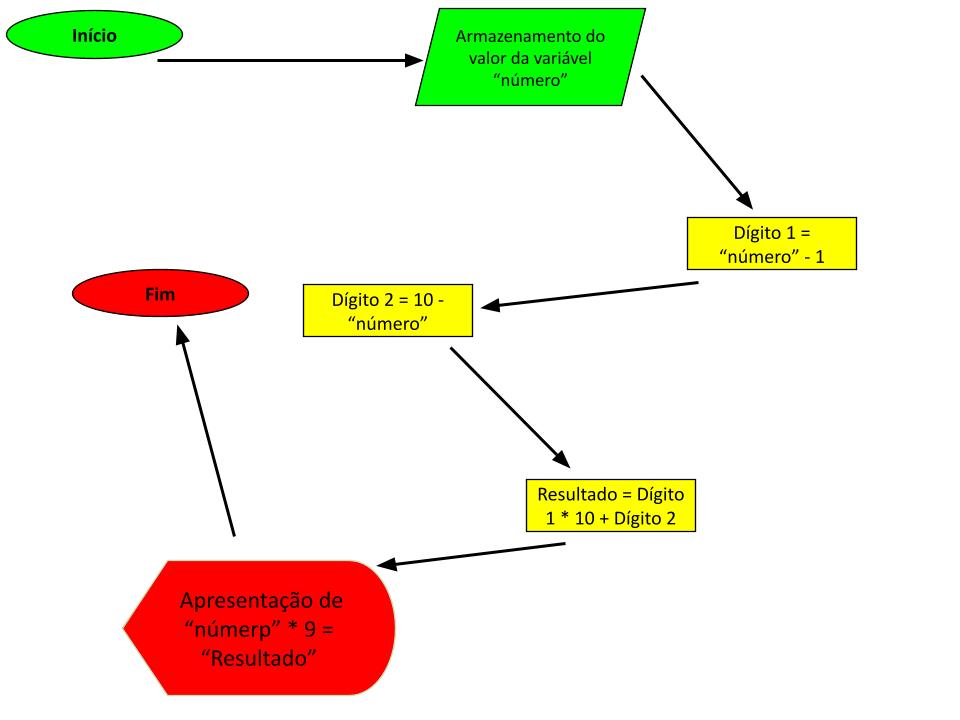 Início
Armazenamento do
valor da variável
“número”
Dígito 1 =
“número” - 1
Dígito 2 = 10 -
“número”
Resultado = Dígito
1 * 10 + Dígito 2
Apresentação de
“númerp” * 9 =
“Resultado”
Fim